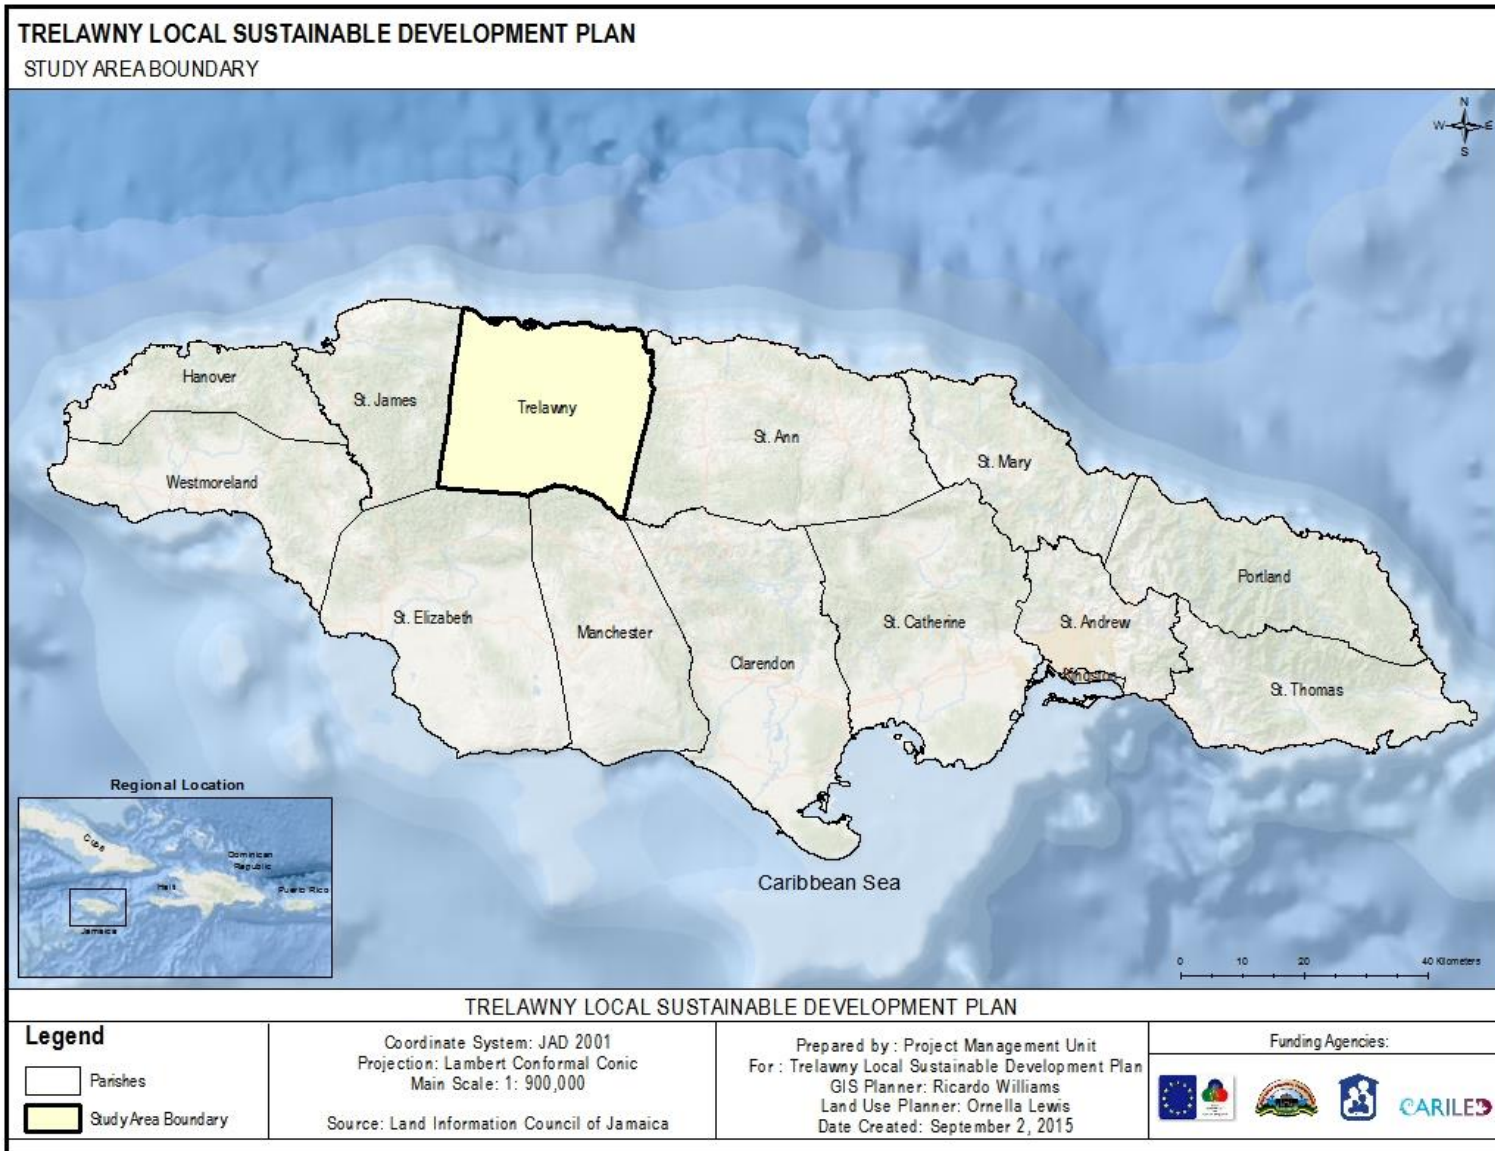 TRELAWNY LOCAL SUSTAINABLE DEVELOPMENT PLAN
STUDY AREA BOUNDARY
N
W E
S
Hanover
St. James
Trelawny
St. Ann
St. Mary
Westmoreland
Portland
St. Elizabeth
Manchester
St. Catherine
St. Andrew
Clarendon
Kingston
St. Thomas
Regional Location
Cuba
Dominican
Republic
Haiti
Puerto Rico
Jamaica
Caribbean Sea
0 10 20 40 Kilometers
TRELAWNY LOCAL SUSTAINABLE DEVELOPMENT PLAN
Legend
Parishes
Study Area Boundary
Coordinate System: JAD 2001
Projection: Lambert Conformal Conic
Main Scale: 1: 900,000
Source: Land Information Council of Jamaica
Prepared by : Project Management Unit
For : Trelawny Local Sustainable Development Plan
GIS Planner: Ricardo Williams
Land Use Planner: Ornella Lewis
Date Created: September 2, 2015
Funding Agencies:
CARILED